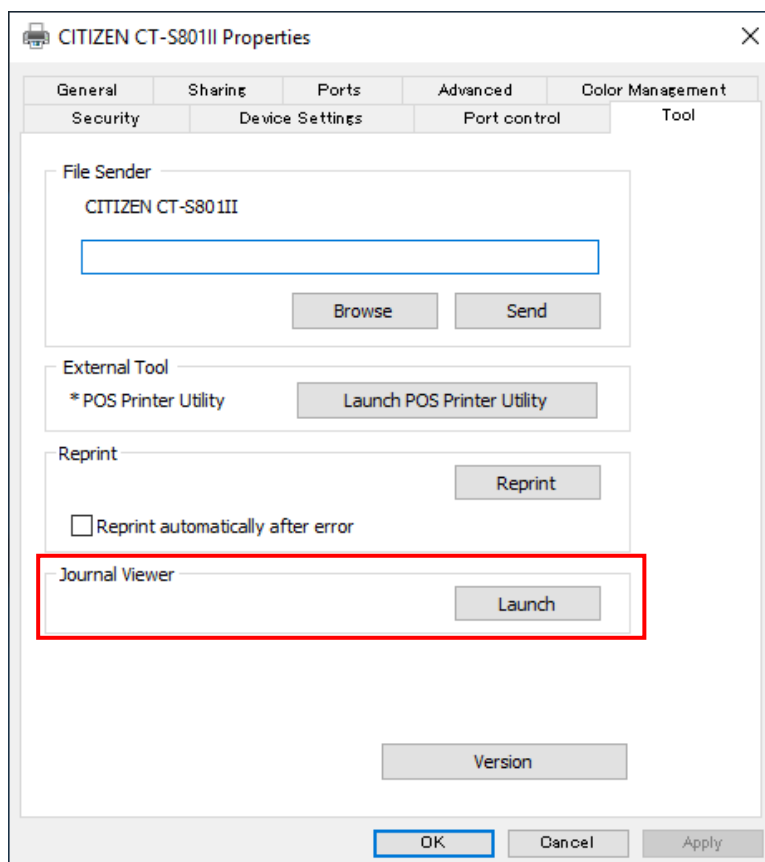 CITIZEN CT-S801II Properties
General Sharing Ports Advanced Color Management
Security Device Settings Port control Tool
File Sender
CITIZEN CT-S801II
Browse Send
External Tool
* POS Printer Utility Launch POS Printer Utility
Reprint
Reprint
Reprint automatically after error
Journal Viewer
Launch
Version
OK Cancel Apply